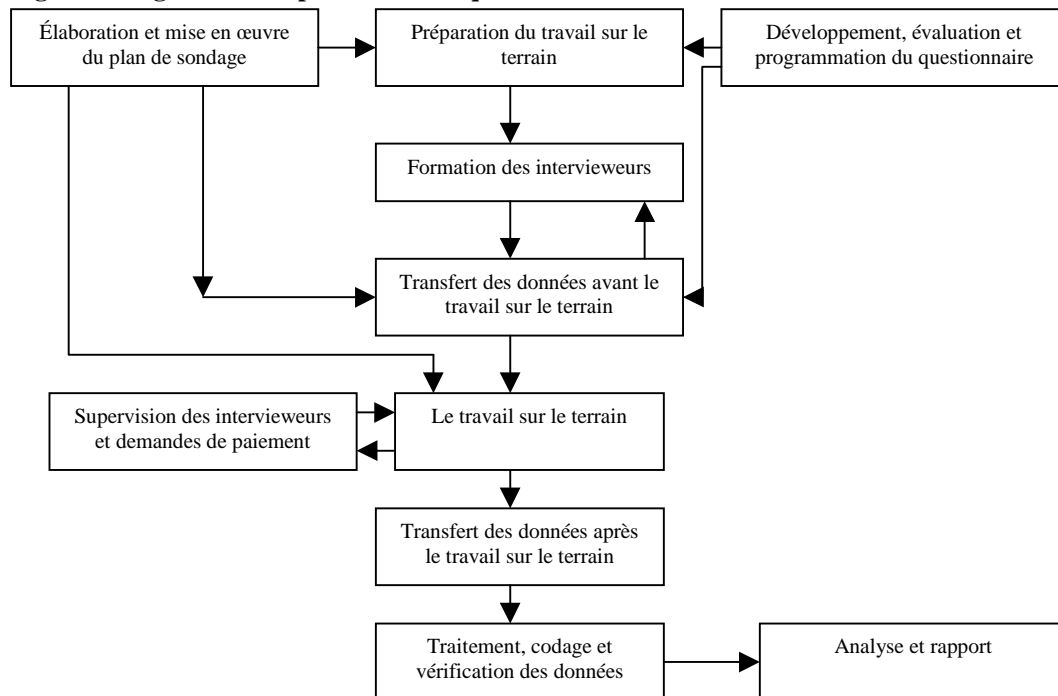 Élaboration et mise en œuvre
du plan de sondage
Préparation du travail sur le
terrain
Développement, évaluation et
programmation du questionnaire
Formation des intervieweurs
Transfert des données avant le
travail sur le terrain
Supervision des intervieweurs
et demandes de paiement
Le travail sur le terrain
Transfert des données après
le travail sur le terrain
Traitement, codage et
vérification des données
Analyse et rapport